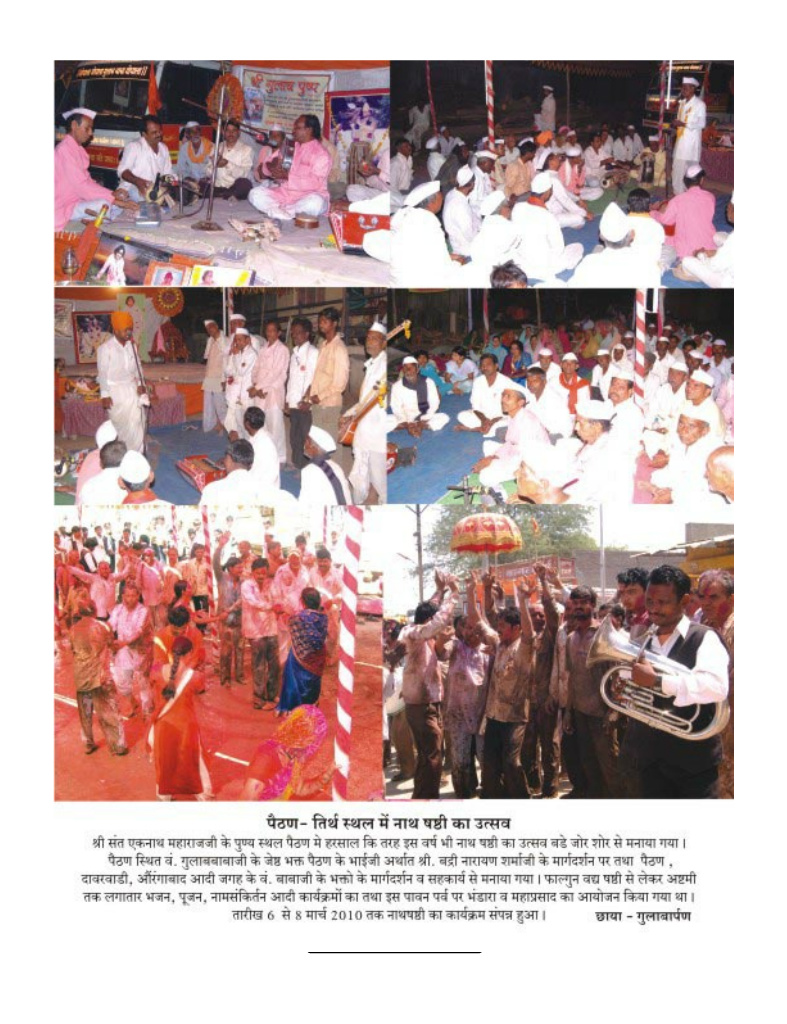 गुलाब पुष्प
पैठण- तिर्थ स्थल में नाथ षष्ठी का उत्सव
श्री संत एकनाथ महाराजजी के पुण्य स्थल पैठण मे हरसाल कि तरह इस वर्ष भी नाथ षष्ठी का उत्सव बडे जोर शोर से मनाया गया ।
पैठण स्थित वं. गुलाबबाबाजी के जेष्ठ भक्त पैठण के भाईजी अर्थात श्री. बद्री नारायण शर्माजी के मार्गदर्शन पर तथा पैठण ,
दावरवाडी, औंरंगाबाद आदी जगह के वं. बाबाजी के भक्तो के मार्गदर्शन व सहकार्य से मनाया गया । फाल्गुन वद्य षष्ठी से लेकर अष्टमी
तक लगातार भजन, पूजन, नामसंकिर्तन आदी कार्यक्रमों का तथा इस पावन पर्व पर भंडारा व महाप्रसाद का आयोजन किया गया था ।
तारीख 6 से 8 मार्च 2010 तक नाथषष्ठी का कार्यक्रम संपन्न हुआ । छाया - गुलाबार्पण